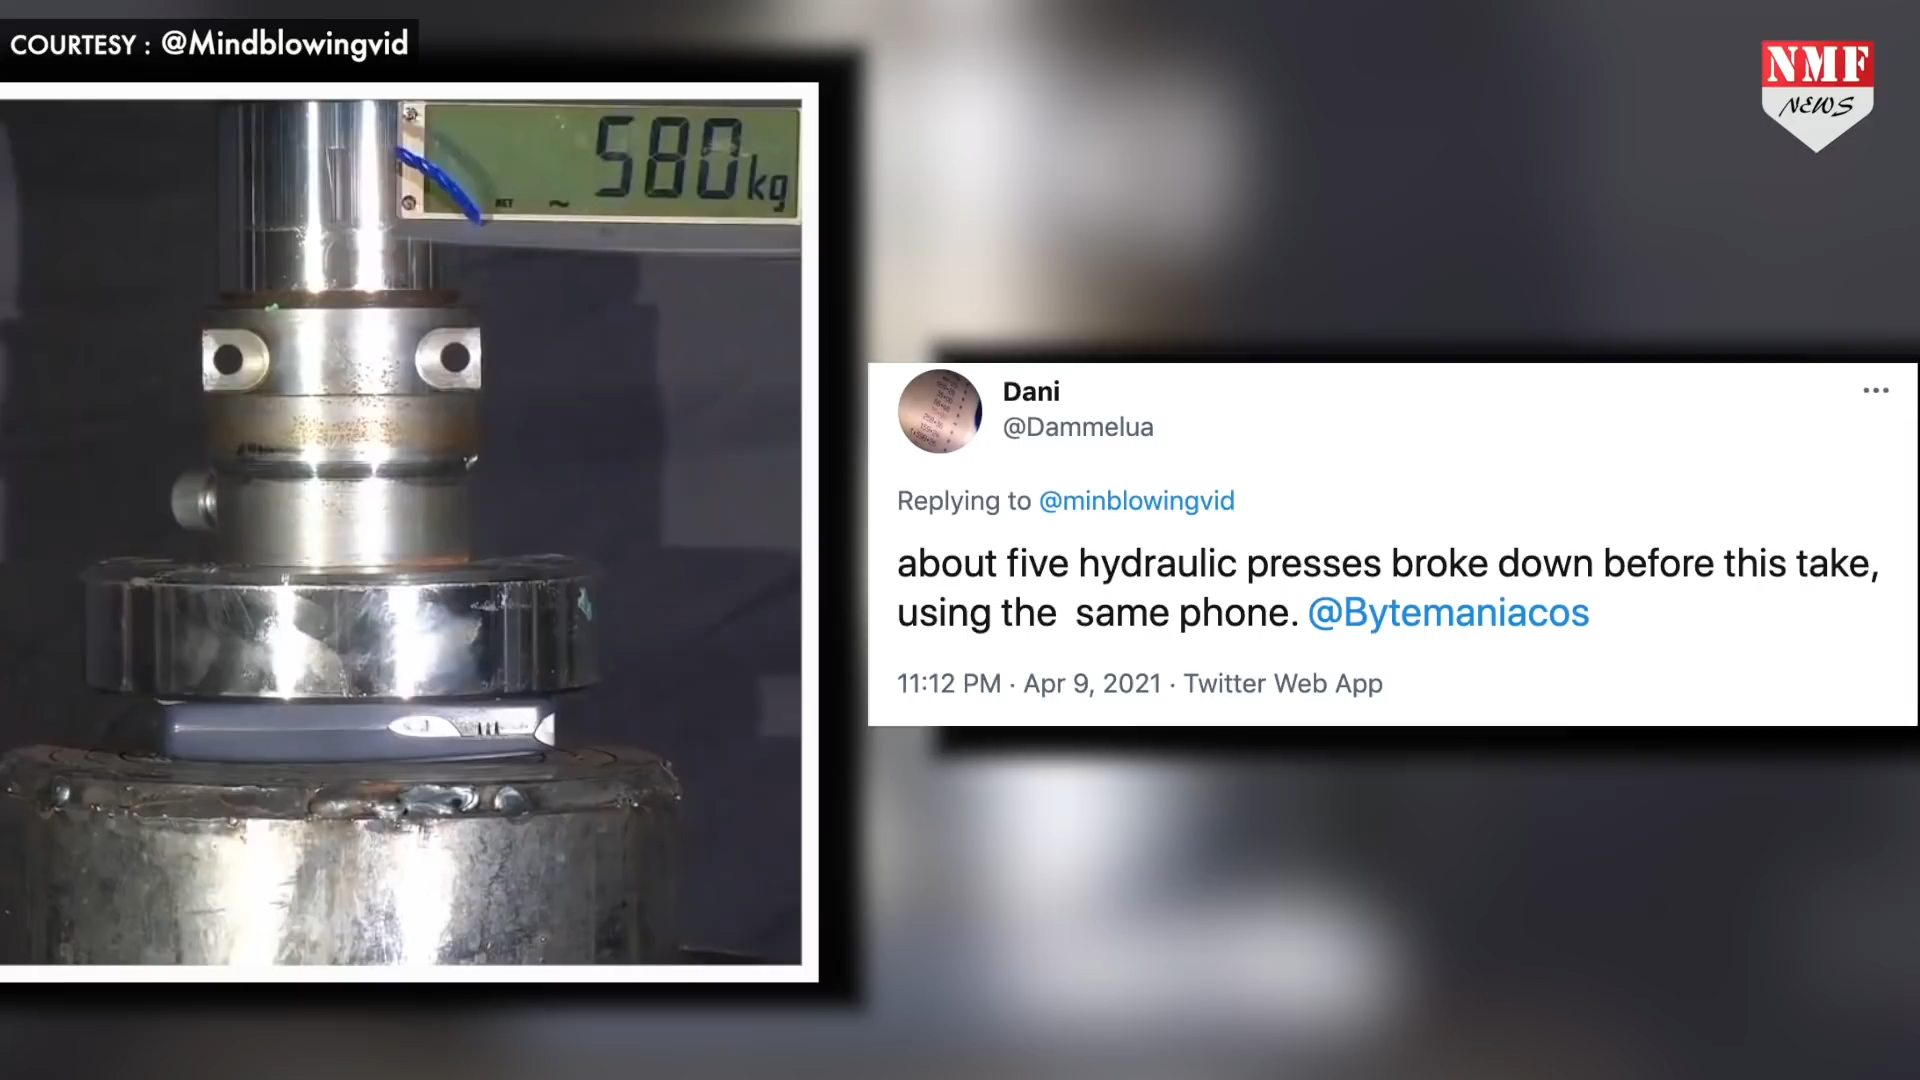 COURTESY : @Mindblowingvid
NMF
NEWS
580kg
NET
Dani
@Dammelua
Replying to @minblowingvid
about five hydraulic presses broke down before this take,
using the same phone. @Bytemaniacos
11:12 PM · Apr 9, 2021 · Twitter Web App